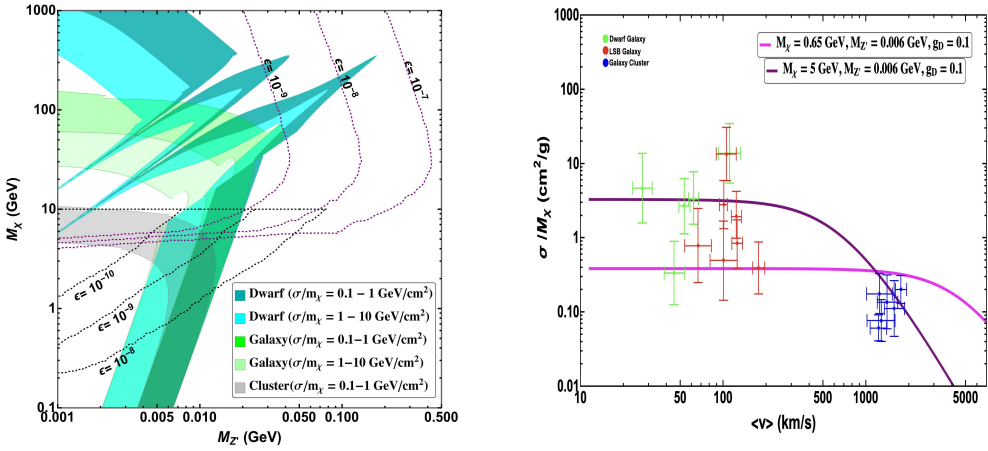 1000
100
10
1
0.1
M_χ (GeV)
ε= 10⁻⁹
ε= 10⁻⁸
ε= 10⁻⁷
ε= 10⁻¹⁰
ε= 10⁻⁹
ε= 10⁻⁸
Dwarf (σ/m_χ = 0.1 – 1 GeV/cm²)
Dwarf (σ/m_χ = 1 – 10 GeV/cm²)
Galaxy(σ/m_χ = 0.1–1 GeV/cm²)
Galaxy(σ/m_χ = 1–10 GeV/cm²)
Cluster(σ/m_χ = 0.1–1 GeV/cm²)
0.001 0.005 0.010 0.050 0.100 0.500
M_Z' (GeV)
1000
100
10
1
0.10
0.01
σ /M_χ (cm²/g)
Dwarf Galaxy
LSB Galaxy
Galaxy Cluster
M_χ = 0.65 GeV, M_Z' = 0.006 GeV, g_D = 0.1
M_χ = 5 GeV, M_Z' = 0.006 GeV, g_D = 0.1
10 50 100 500 1000 5000
<v> (km/s)